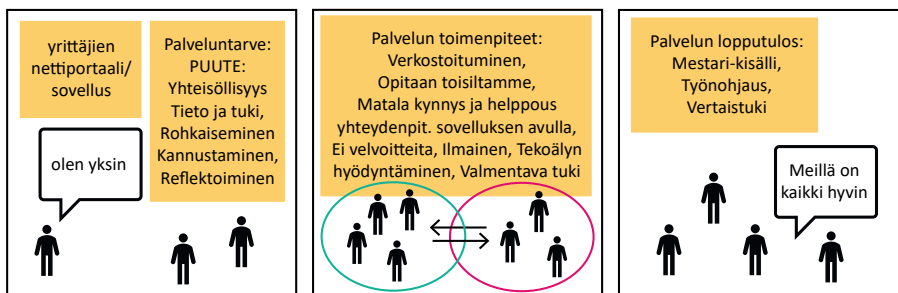 yrittäjien
nettiportaali/
sovellus
Palveluntarve:
PUUTE:
Yhteisöllisyys
Tieto ja tuki,
Rohkaiseminen
Kannustaminen,
Reflektoiminen
olen yksin
Palvelun toimenpiteet:
Verkostoituminen,
Opitaan toisiltamme,
Matala kynnys ja helppous
yhteydenpit. sovelluksen avulla,
Ei velvoitteita, Ilmainen, Tekoälyn
hyödyntäminen, Valmentava tuki
Palvelun lopputulos:
Mestari-kisälli,
Työnohjaus,
Vertaistuki
Meillä on
kaikki hyvin